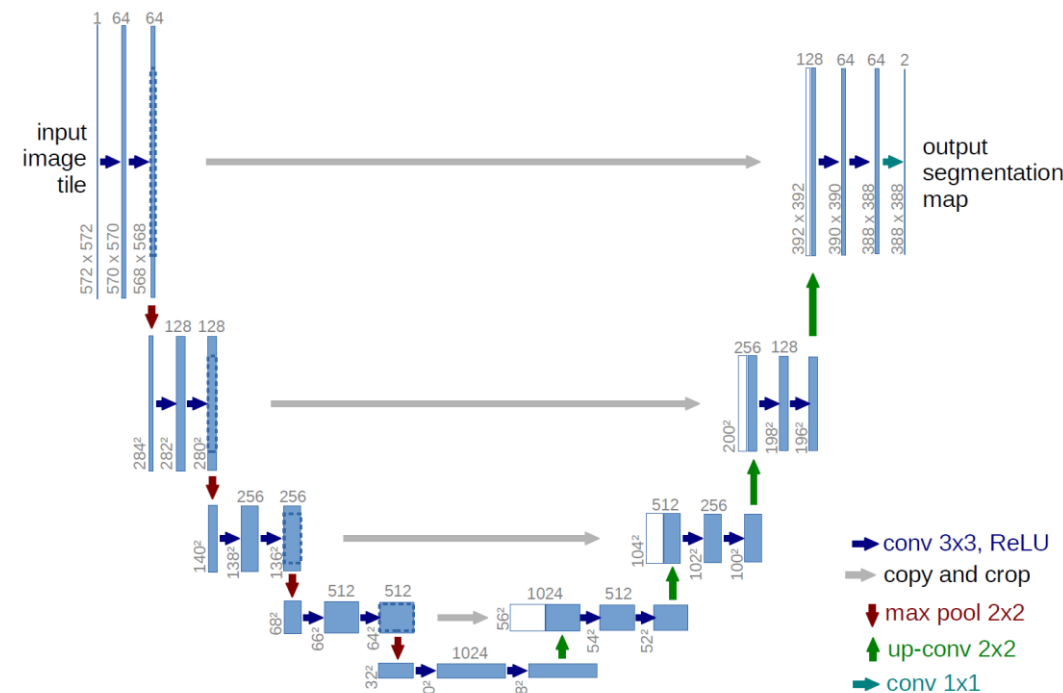 1 64 64
input
image
tile
572 x 572
570 x 570
568 x 568
128 64 64 2
output
segmentation
map
392 x 392
390 x 390
388 x 388
388 x 388
128 128
284²
282²
280²
256 128
200²
198²
196²
256 256
140²
138²
136²
512 256
104²
102²
100²
512 512
68²
66²
64²
1024 512
56²
54²
52²
1024
32²
conv 3x3, ReLU
copy and crop
max pool 2x2
up-conv 2x2
conv 1x1